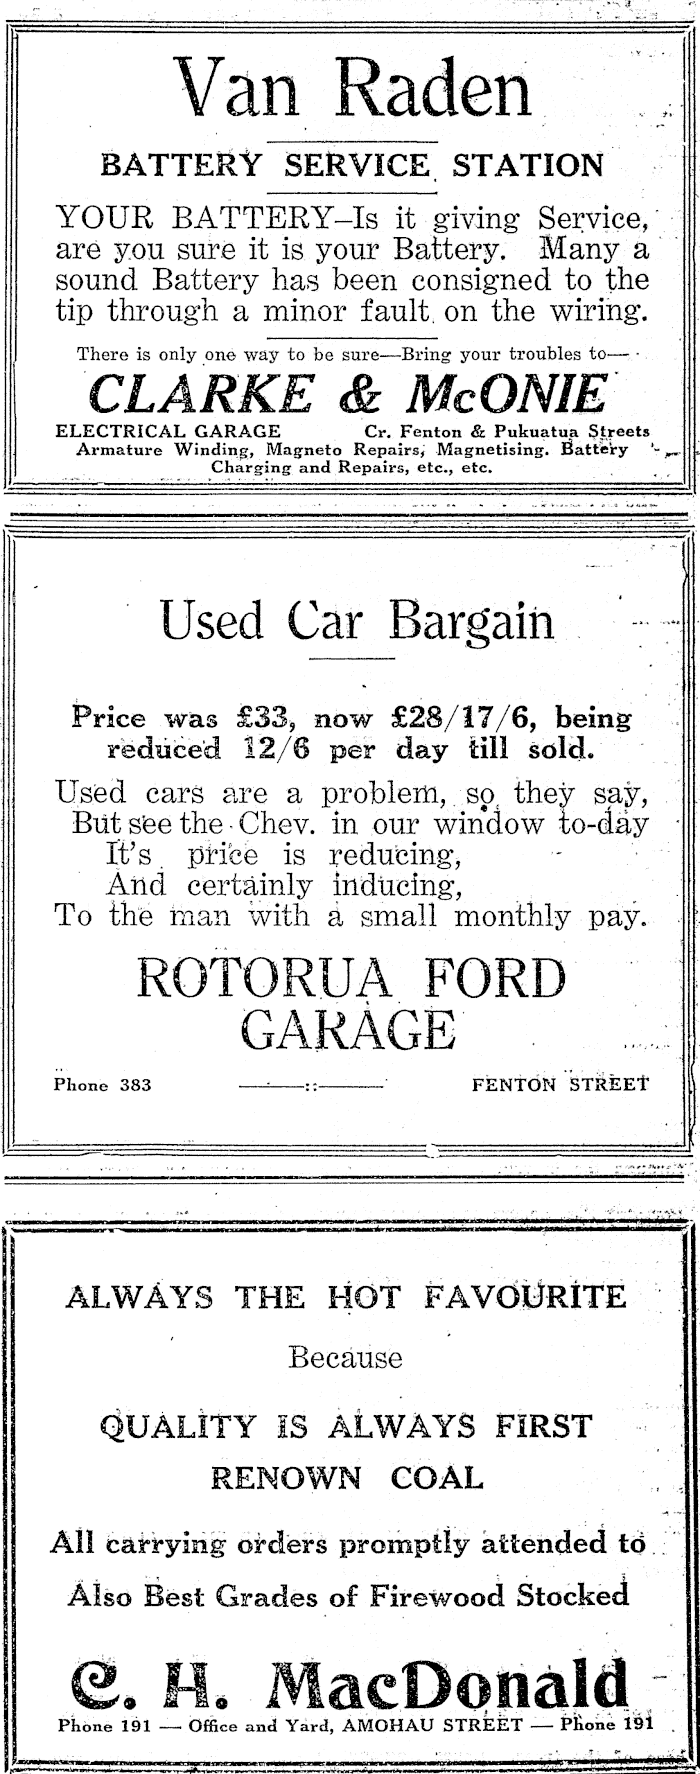 Van Raden
BATTERY SERVICE STATION
YOUR BATTERY—Is it giving Service,
are you sure it is your Battery. Many a
sound Battery has been consigned to the
tip through a minor fault on the wiring.
There is only one way to be sure—Bring your troubles to—
CLARKE & McONIE
ELECTRICAL GARAGE Cr. Fenton & Pukuatua Streets
Armature Winding, Magneto Repairs, Magnetising. Battery
Charging and Repairs, etc., etc.
Used Car Bargain
Price was £33, now £28/17/6, being
reduced 12/6 per day till sold.
Used cars are a problem, so they say,
But see the Chev. in our window to-day
It's price is reducing,
And certainly inducing,
To the man with a small monthly pay.
ROTORUA FORD
GARAGE
Phone 383 ——::—— FENTON STREET
ALWAYS THE HOT FAVOURITE
Because
QUALITY IS ALWAYS FIRST
RENOWN COAL
All carrying orders promptly attended to
Also Best Grades of Firewood Stocked
C. H. MacDonald
Phone 191 — Office and Yard, AMOHAU STREET — Phone 191